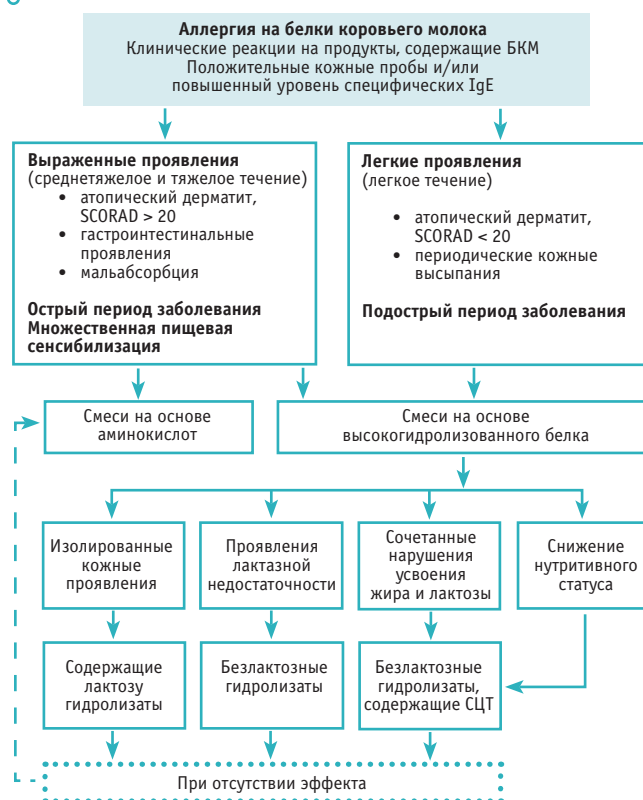 Аллергия на белки коровьего молока
Клинические реакции на продукты, содержащие БКМ
Положительные кожные пробы и/или
повышенный уровень специфических IgE
Выраженные проявления
(среднетяжелое и тяжелое течение)
• атопический дерматит,
SCORAD > 20
• гастроинтестинальные
проявления
• мальабсорбция
Острый период заболевания
Множественная пищевая
сенсибилизация
Легкие проявления
(легкое течение)
• атопический дерматит,
SCORAD < 20
• периодические кожные
высыпания
Подострый период заболевания
Смеси на основе
аминокислот
Смеси на основе
высокогидролизованного белка
Изолированные
кожные
проявления
Проявления
лактазной
недостаточности
Сочетанные
нарушения
усвоения
жира и лактозы
Снижение
нутритивного
статуса
Содержащие
лактозу
гидролизаты
Безлактозные
гидролизаты
Безлактозные
гидролизаты,
содержащие СЦТ
При отсутствии эффекта